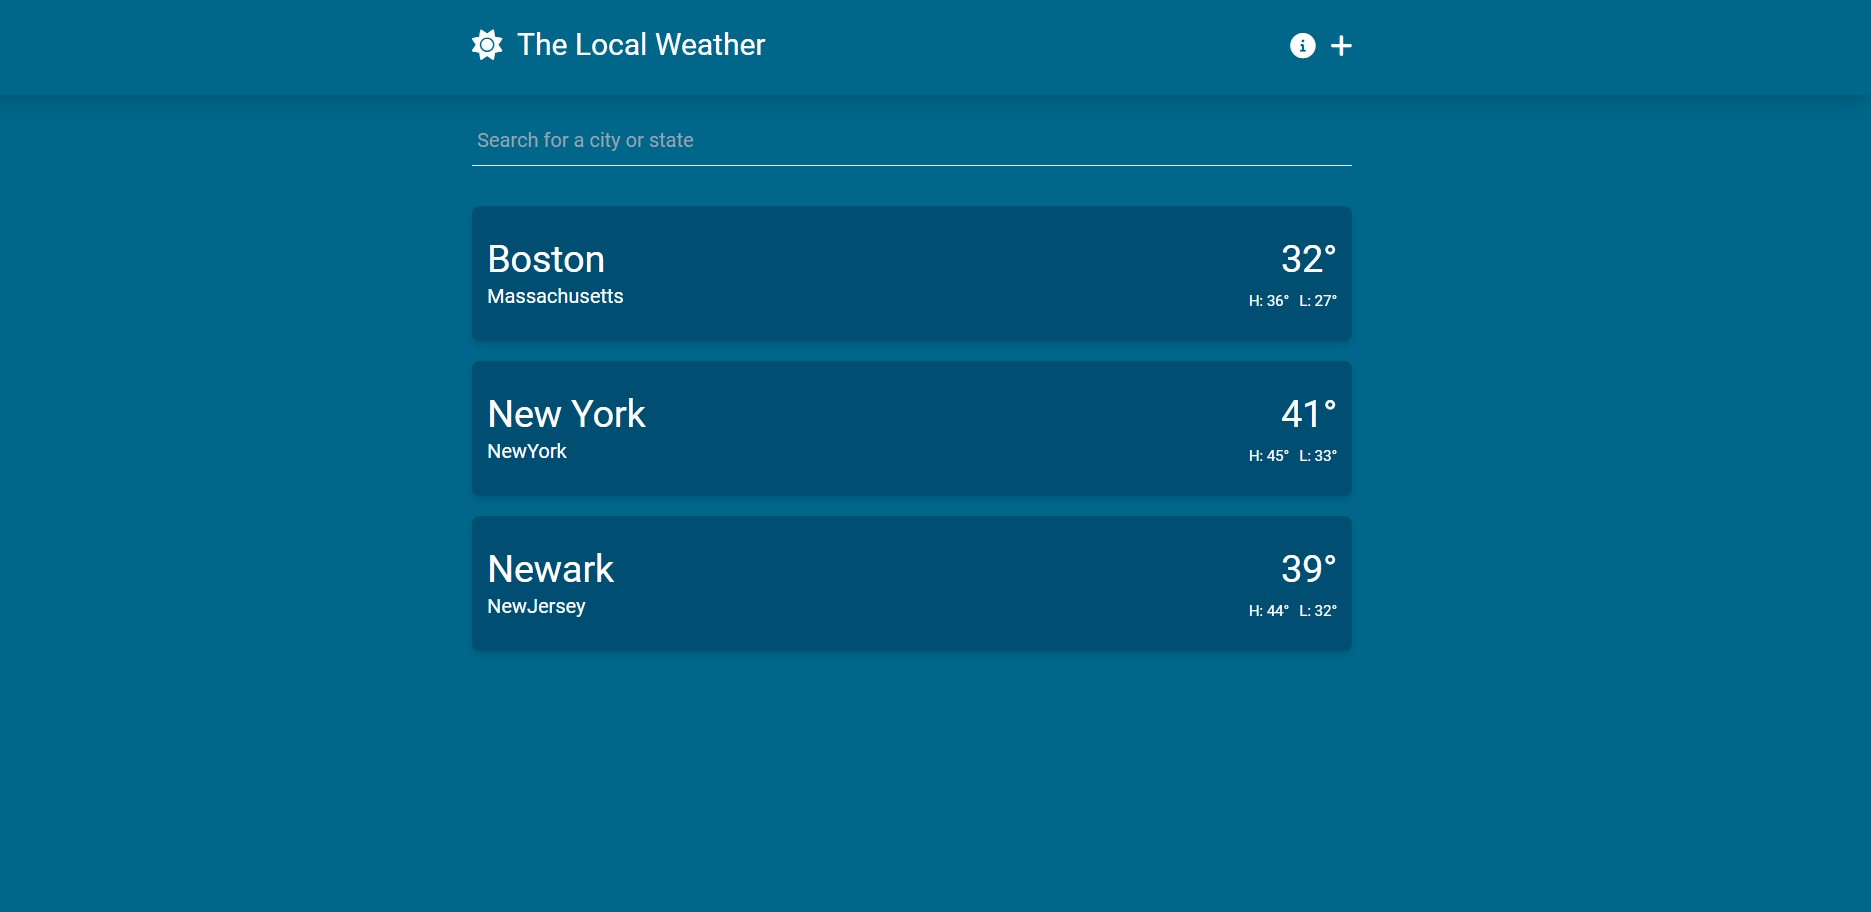 The Local Weather
Search for a city or state
Boston 32°
Massachusetts H: 36° L: 27°
New York 41°
NewYork H: 45° L: 33°
Newark 39°
NewJersey H: 44° L: 32°